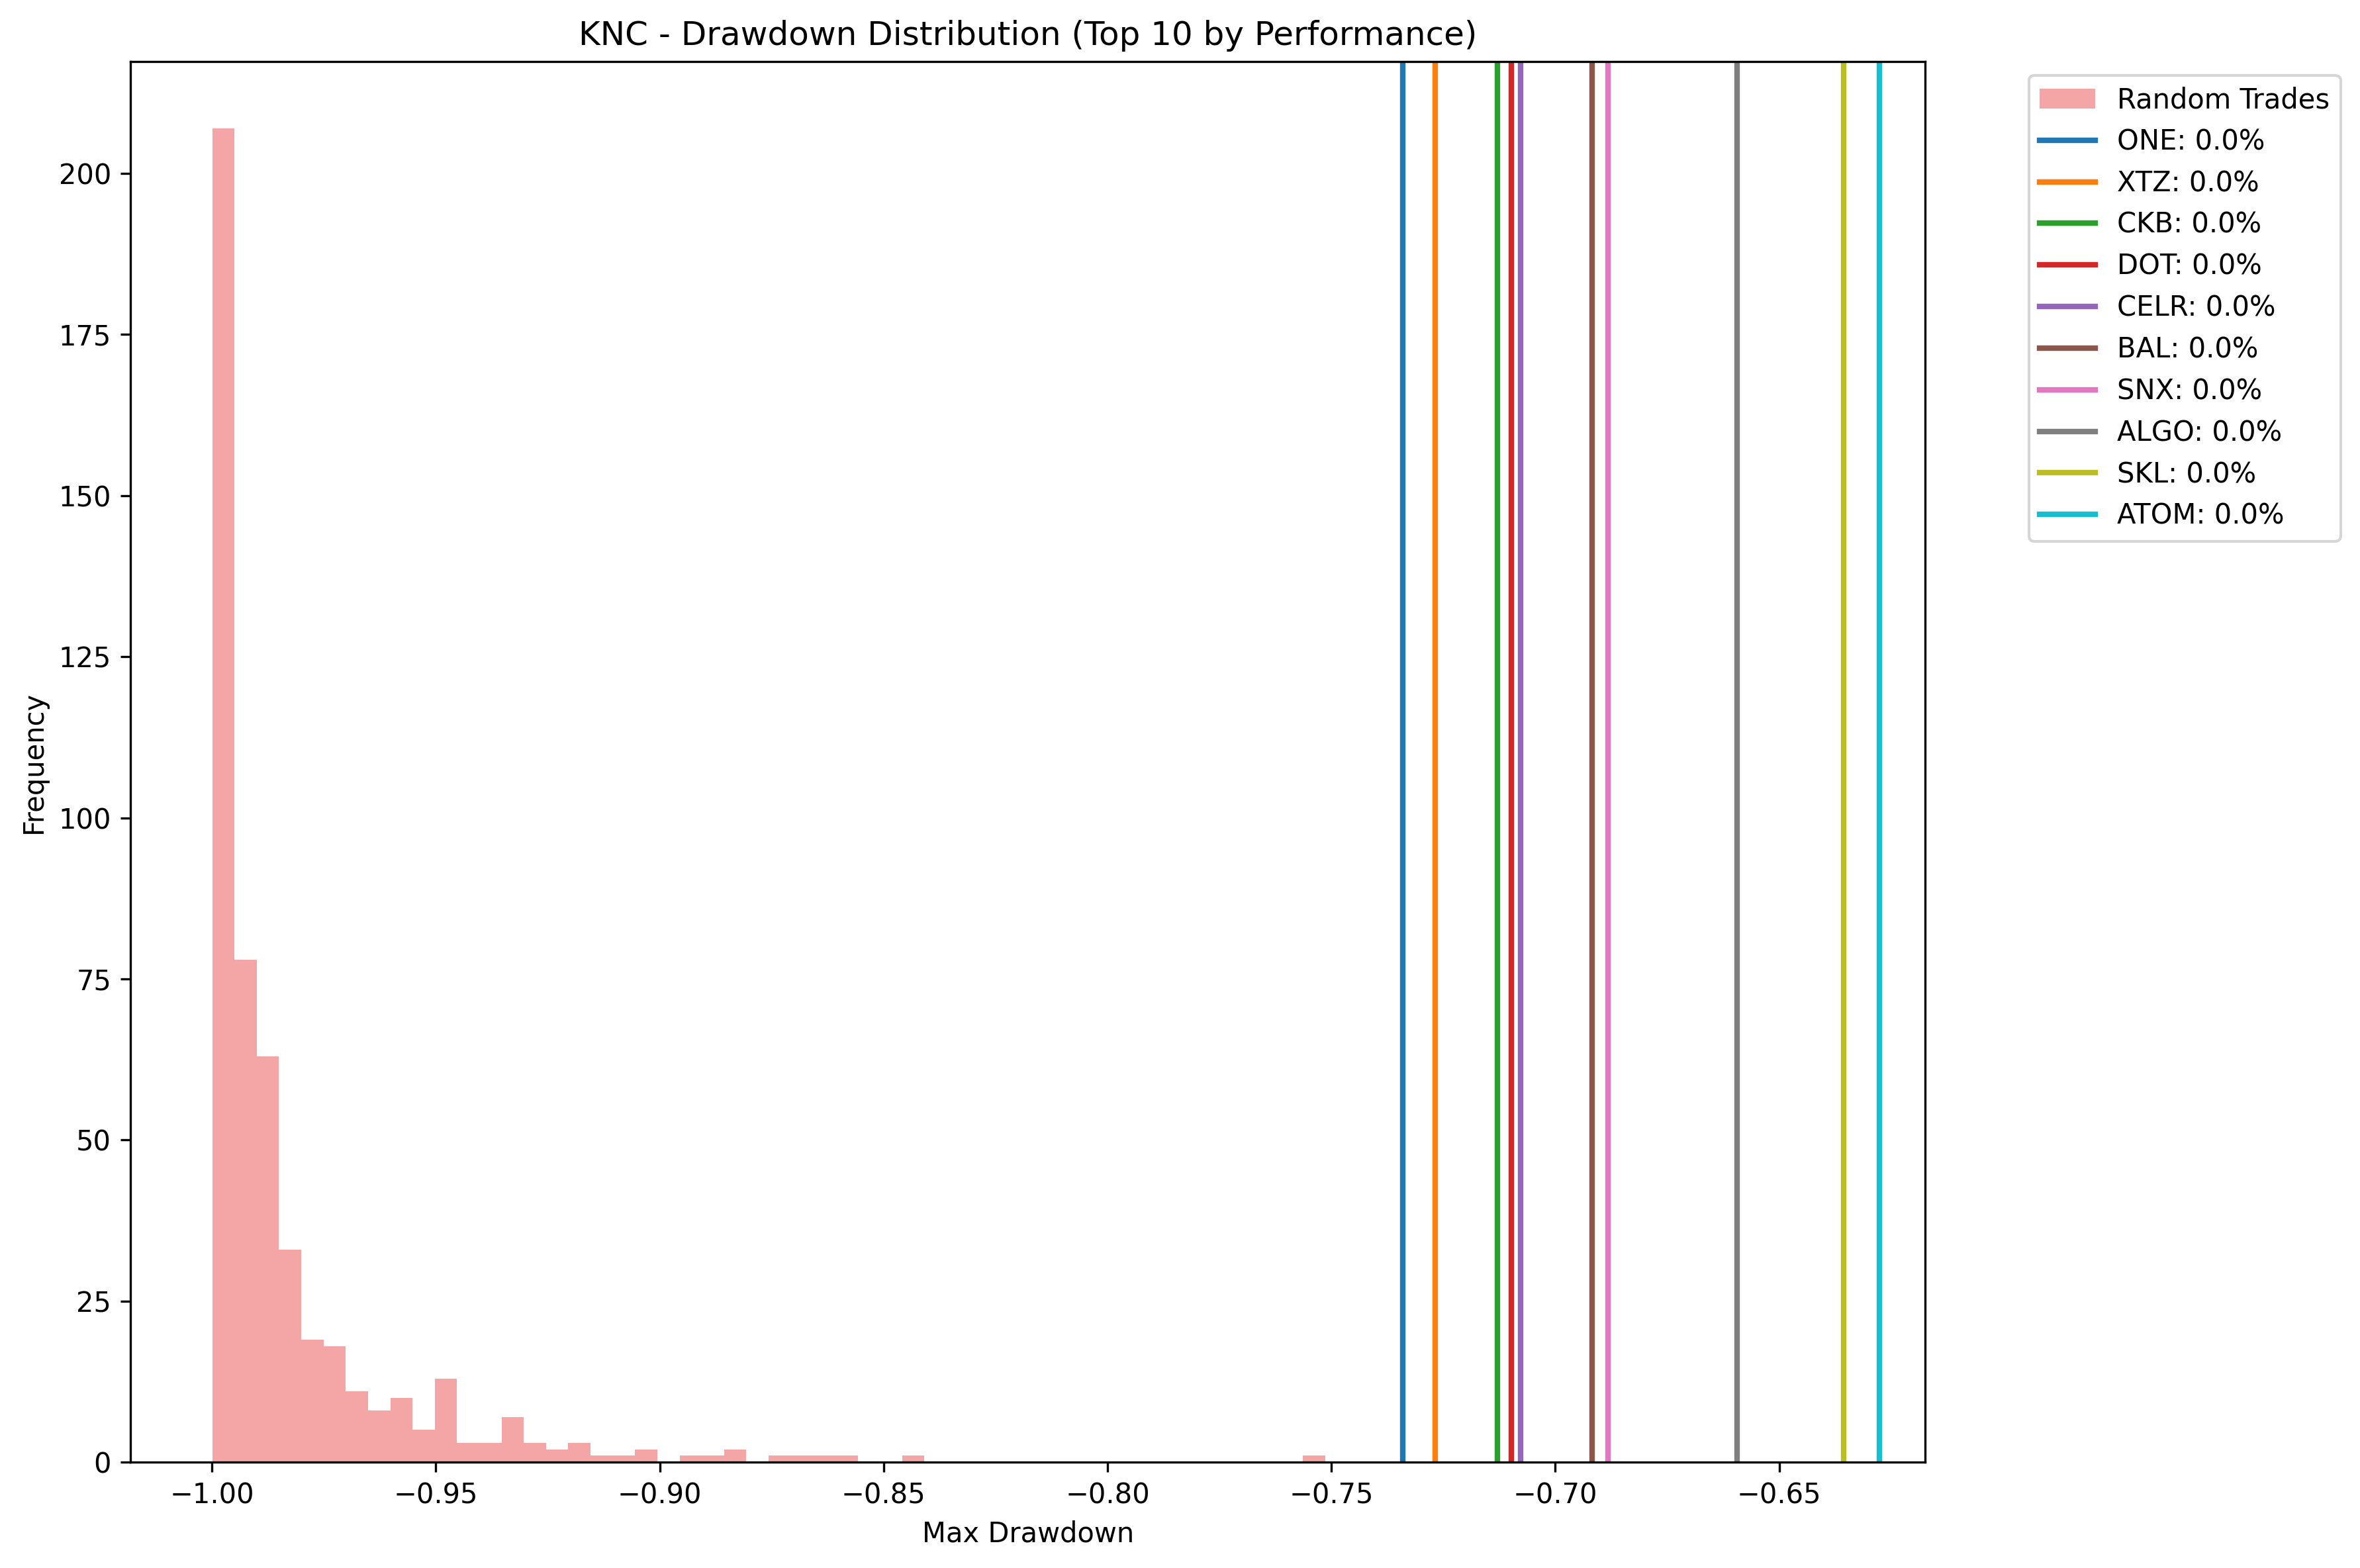 KNC - Drawdown Distribution (Top 10 by Performance)
Random Trades
ONE: 0.0%
XTZ: 0.0%
CKB: 0.0%
DOT: 0.0%
CELR: 0.0%
BAL: 0.0%
SNX: 0.0%
ALGO: 0.0%
SKL: 0.0%
ATOM: 0.0%
Frequency
200
175
150
125
100
75
50
25
0
−1.00 −0.95 −0.90 −0.85 −0.80 −0.75 −0.70 −0.65
Max Drawdown